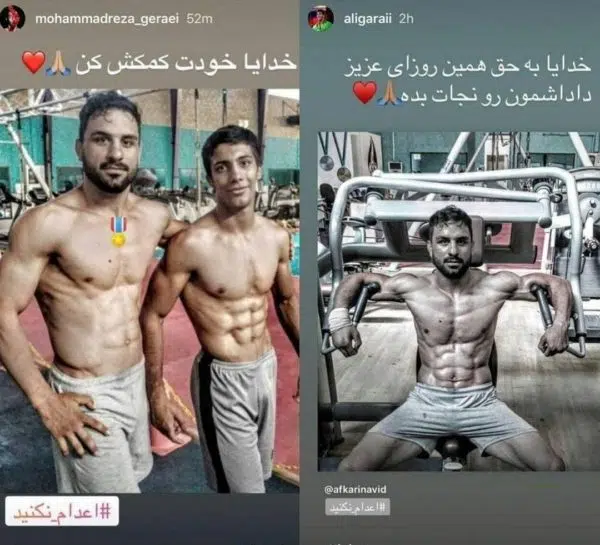 mohammadreza_geraei 52m
خدایا خودت کمکش کن 🙏🏼❤️
#اعدام_نکنید
aligaraii 2h
خدایا به حق همین روزای عزیز
داداشمون رو نجات بده🙏🏼❤️
@afkarinavid
#اعدام_نکنید